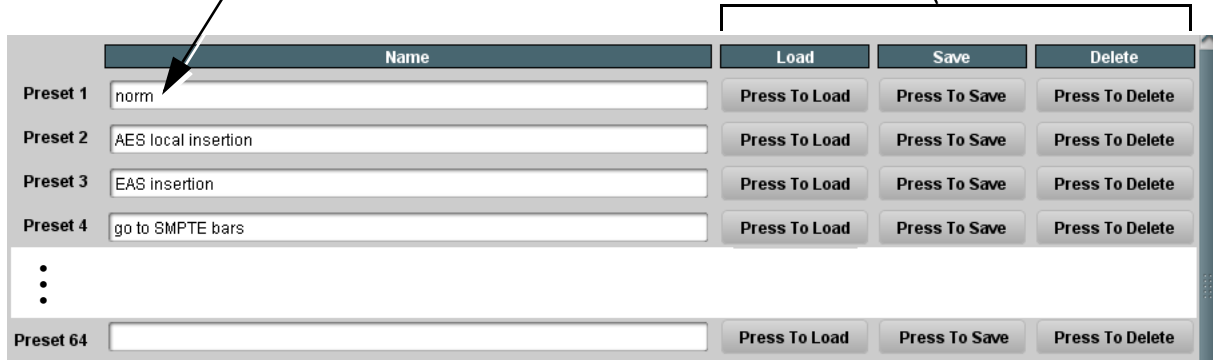 Name Load Save Delete
Preset 1 norm Press To Load Press To Save Press To Delete
Preset 2 AES local insertion Press To Load Press To Save Press To Delete
Preset 3 EAS insertion Press To Load Press To Save Press To Delete
Preset 4 go to SMPTE bars Press To Load Press To Save Press To Delete
Preset 64 Press To Load Press To Save Press To Delete